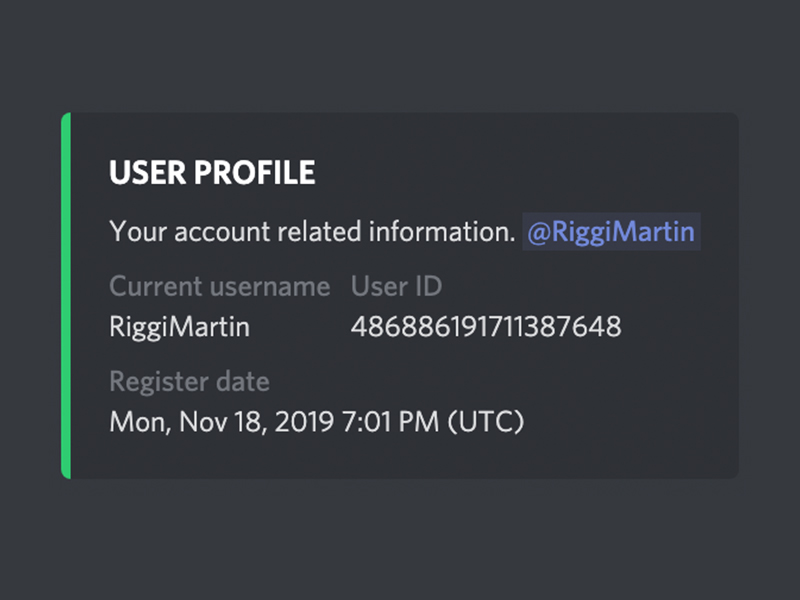 USER PROFILE
Your account related information. @RiggiMartin
Current username User ID
RiggiMartin 486886191711387648
Register date
Mon, Nov 18, 2019 7:01 PM (UTC)